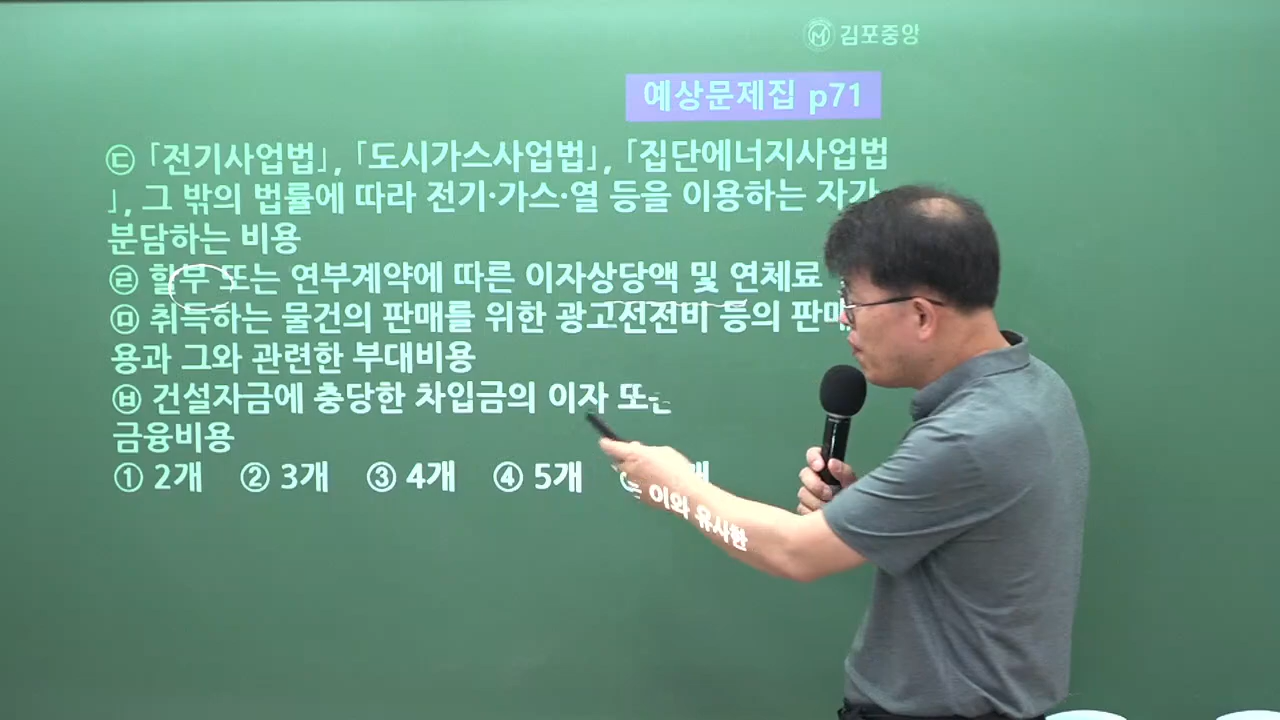 김포중앙
예상문제집 p71
㉢ 「전기사업법」, 「도시가스사업법」, 「집단에너지사업법
」, 그 밖의 법률에 따라 전기·가스·열 등을 이용하는 자가
분담하는 비용
㉣ 할부 또는 연부계약에 따른 이자상당액 및 연체료
㉤ 취득하는 물건의 판매를 위한 광고선전비 등의 판매
용과 그와 관련한 부대비용
㉥ 건설자금에 충당한 차입금의 이자 또는 이와 유사한
금융비용
① 2개 ② 3개 ③ 4개 ④ 5개 개